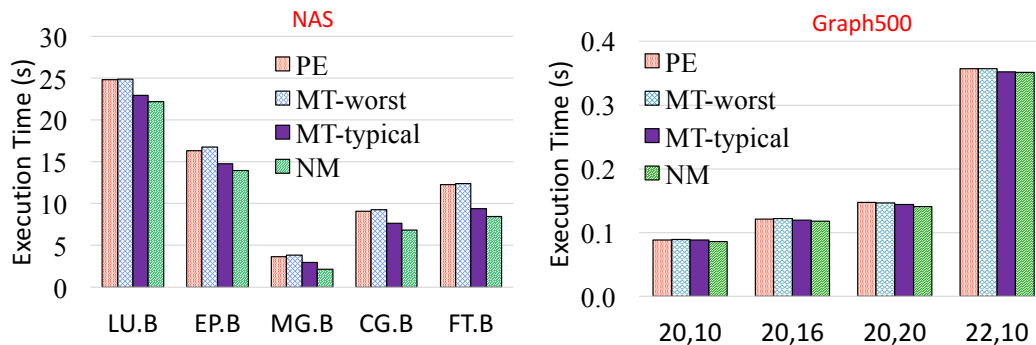 NAS
Execution Time (s)
30
25
20
15
10
5
0
PE
MT-worst
MT-typical
NM
LU.B EP.B MG.B CG.B FT.B
Graph500
Execution Time (s)
0.4
0.3
0.2
0.1
0.0
PE
MT-worst
MT-typical
NM
20,10 20,16 20,20 22,10